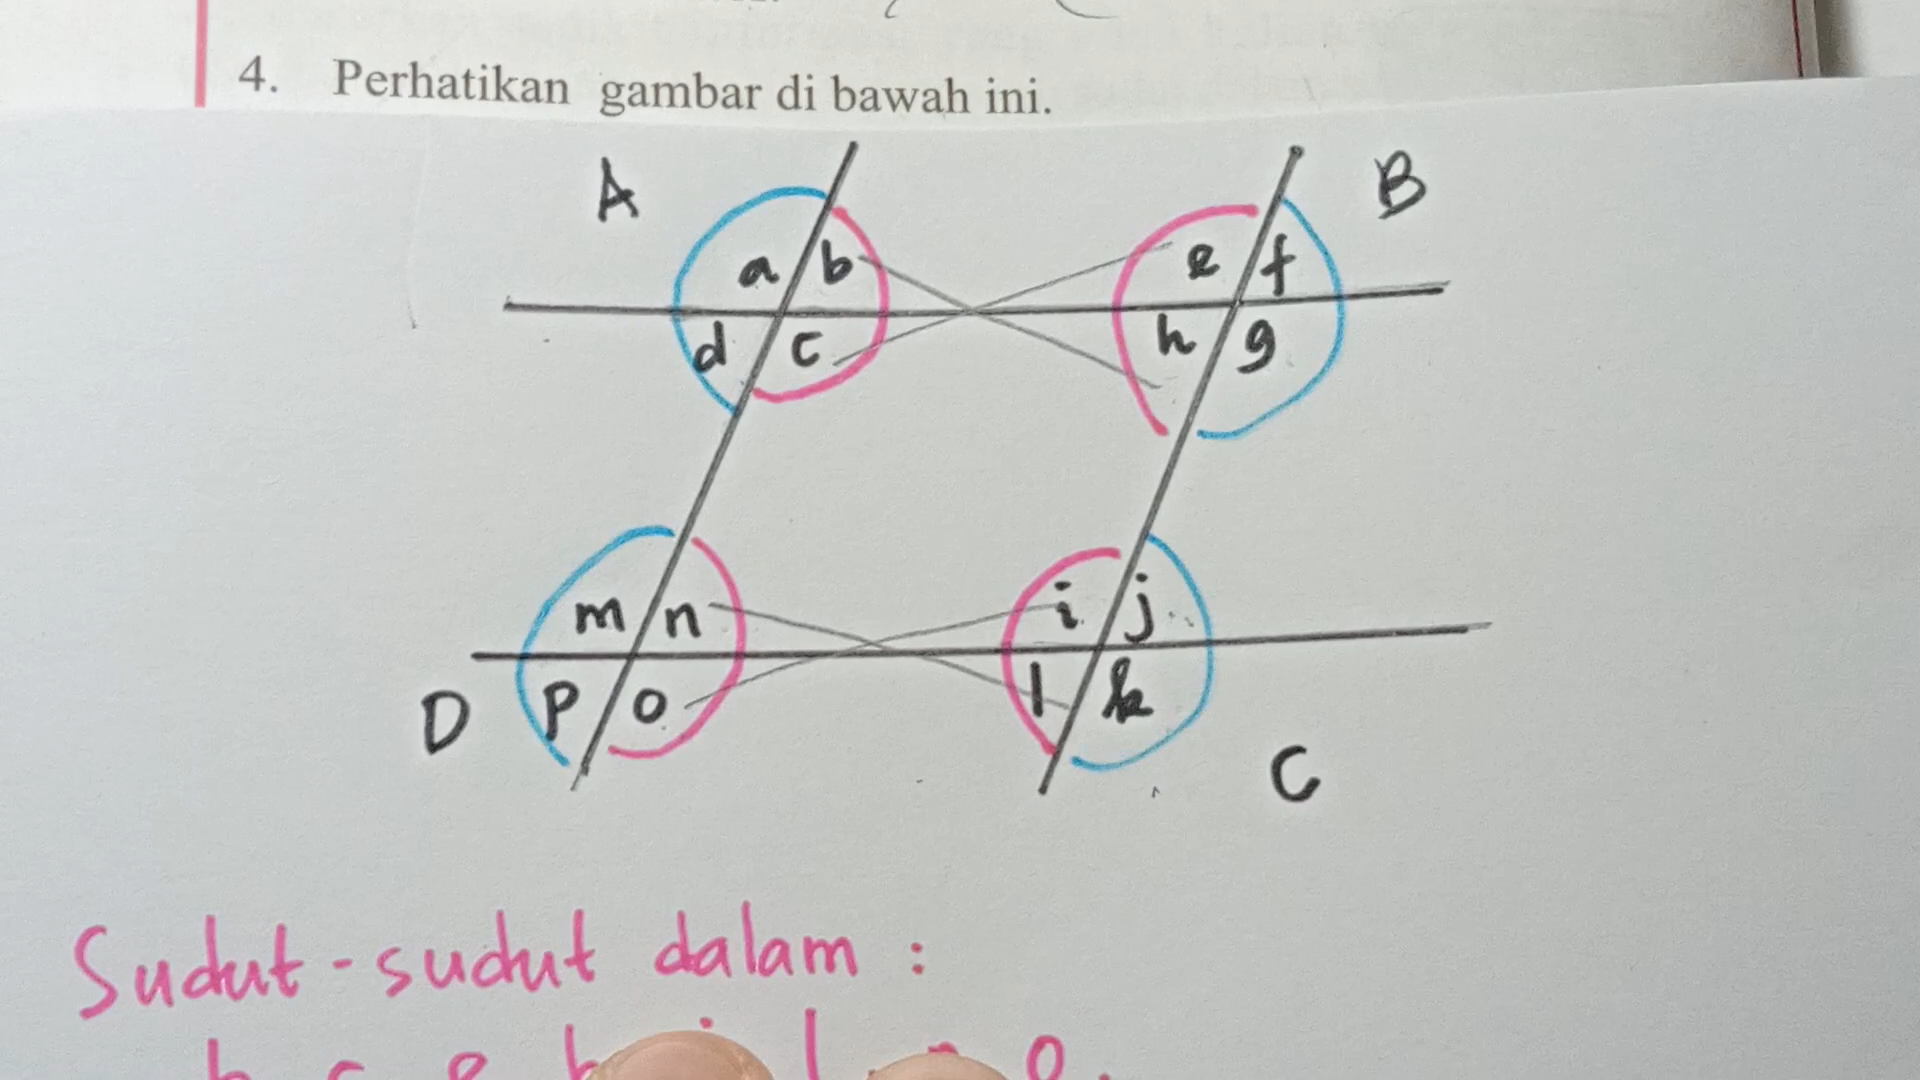 4. Perhatikan gambar di bawah ini.
A B
a b e f
d c h g
m n i j
p o l k
D C
Sudut-sudut dalam :